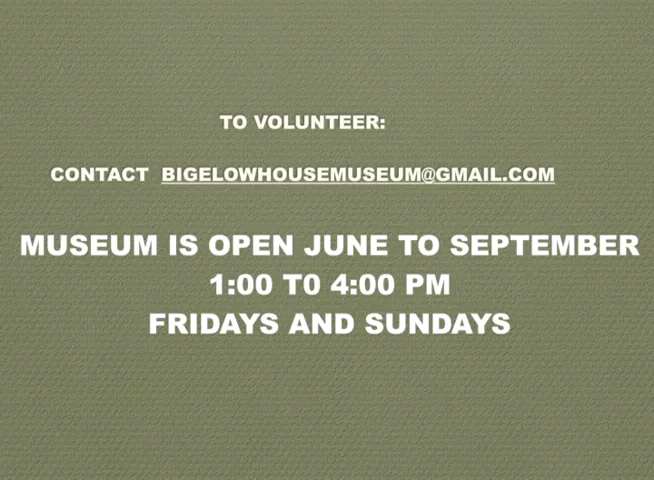 TO VOLUNTEER:
CONTACT BIGELOWHOUSEMUSEUM@GMAIL.COM
MUSEUM IS OPEN JUNE TO SEPTEMBER
1:00 T0 4:00 PM
FRIDAYS AND SUNDAYS